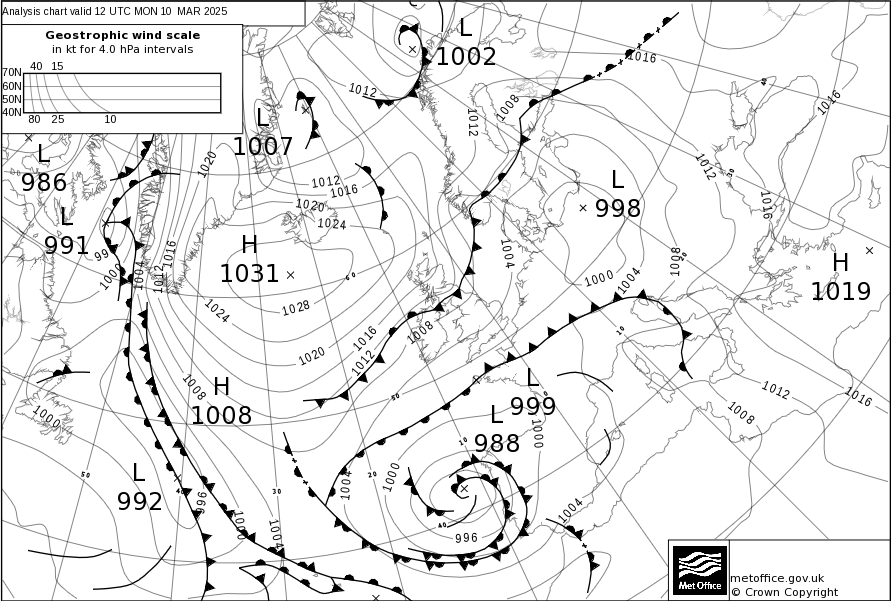 Analysis chart valid 12 UTC MON 10 MAR 2025
Geostrophic wind scale
in kt for 4.0 hPa intervals
40 15
70N
60N
50N
40N
80 25 10
L
1002
1016
1012
1008
1012
1016
L
1007
L
986
1020
1012
1016
1020
1024
L
998
1012
1016
L
991
H
1031
99
1000
1004
1012
1016
1004
1008
1000
1004
H
1019
1024
1028
1016
1008
1020
1012
1008
H
1008
1000
L
999
L
988
1000
1012
1008
1016
L
992
996
1000
1004
1004
1000
996
1004
60
50
50
40
30
20
10
40
10
Met Office
metoffice.gov.uk
© Crown Copyright